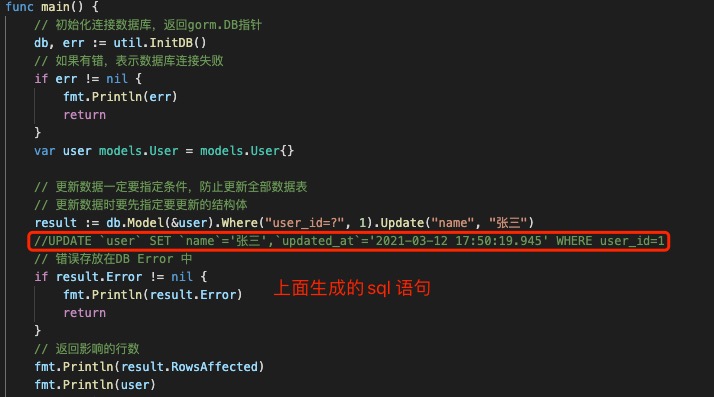 func main() {
// 初始化连接数据库，返回gorm.DB指针
db, err := util.InitDB()
// 如果有错，表示数据库连接失败
if err != nil {
fmt.Println(err)
return
}
var user models.User = models.User{}
// 更新数据一定要指定条件，防止更新全部数据表
// 更新数据时要先指定要更新的结构体
result := db.Model(&user).Where("user_id=?", 1).Update("name", "张三")
//UPDATE `user` SET `name`='张三',`updated_at`='2021-03-12 17:50:19.945' WHERE user_id=1
// 错误存放在DB Error 中
if result.Error != nil {
fmt.Println(result.Error)
上面生成的sql 语句
return
}
// 返回影响的行数
fmt.Println(result.RowsAffected)
fmt.Println(user)